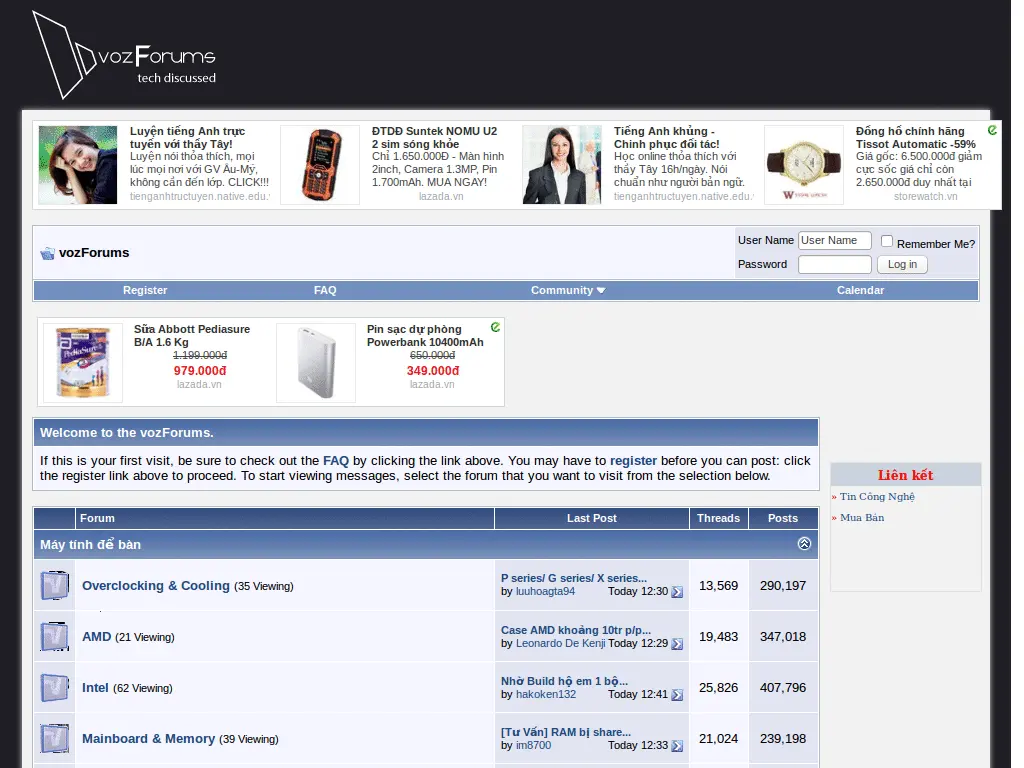 vozForums
tech discussed
Luyện tiếng Anh trực
tuyến với thầy Tây!
Luyện nói thỏa thích, mọi
lúc mọi nơi với GV Âu-Mỹ,
không cần đến lớp. CLICK!!!
tienganhtructuyen.native.edu.
ĐTDĐ Suntek NOMU U2
2 sim sóng khỏe
Chỉ 1.650.000Đ - Màn hình
2inch, Camera 1.3MP, Pin
1.700mAh. MUA NGAY!
lazada.vn
Tiếng Anh khủng -
Chinh phục đối tác!
Học online thỏa thích với
thầy Tây 16h/ngày. Nói
chuẩn như người bản ngữ.
tienganhtructuyen.native.edu.
Đồng hồ chính hãng
Tissot Automatic -59%
Giá gốc: 6.500.000đ giảm
cực sốc giá chỉ còn
2.650.000đ duy nhất tại
storewatch.vn
vozForums
User Name User Name Remember Me?
Password Log in
Register FAQ Community Calendar
Sữa Abbott Pediasure
B/A 1.6 Kg
1.199.000đ
979.000đ
lazada.vn
Pin sạc dự phòng
Powerbank 10400mAh
650.000đ
349.000đ
lazada.vn
Welcome to the vozForums.
If this is your first visit, be sure to check out the FAQ by clicking the link above. You may have to register before you can post: click
the register link above to proceed. To start viewing messages, select the forum that you want to visit from the selection below.
Liên kết
» Tin Công Nghệ
» Mua Bán
Forum Last Post Threads Posts
Máy tính để bàn
Overclocking & Cooling (35 Viewing)
P series/ G series/ X series...
by luuhoagta94 Today 12:30
13,569 290,197
AMD (21 Viewing)
Case AMD khoảng 10tr p/p...
by Leonardo De Kenji Today 12:29
19,483 347,018
Intel (62 Viewing)
Nhờ Build hộ em 1 bộ...
by hakoken132 Today 12:41
25,826 407,796
Mainboard & Memory (39 Viewing)
[Tư Vấn] RAM bị share...
by im8700 Today 12:33
21,024 239,198